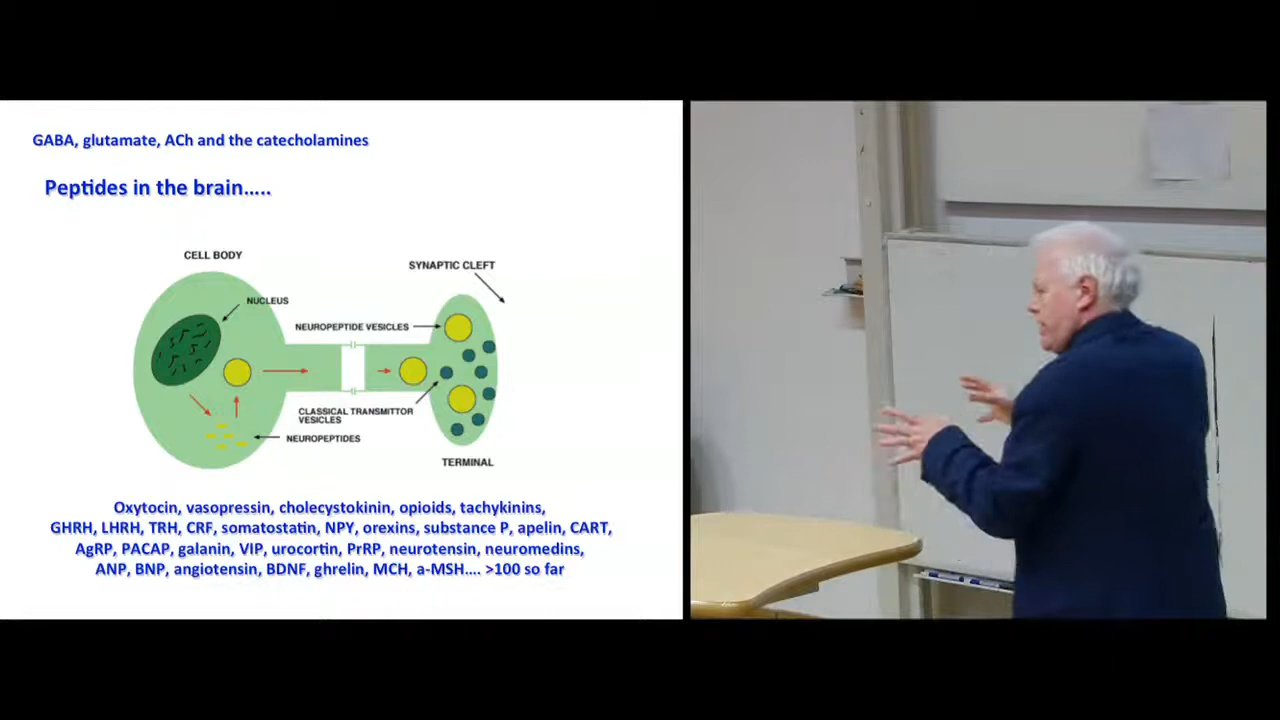 GABA, glutamate, ACh and the catecholamines
Peptides in the brain.....
CELL BODY
SYNAPTIC CLEFT
NUCLEUS
NEUROPEPTIDE VESICLES
CLASSICAL TRANSMITTOR
VESICLES
NEUROPEPTIDES
TERMINAL
Oxytocin, vasopressin, cholecystokinin, opioids, tachykinins,
GHRH, LHRH, TRH, CRF, somatostatin, NPY, orexins, substance P, apelin, CART,
AgRP, PACAP, galanin, VIP, urocortin, PrRP, neurotensin, neuromedins,
ANP, BNP, angiotensin, BDNF, ghrelin, MCH, a-MSH.... >100 so far